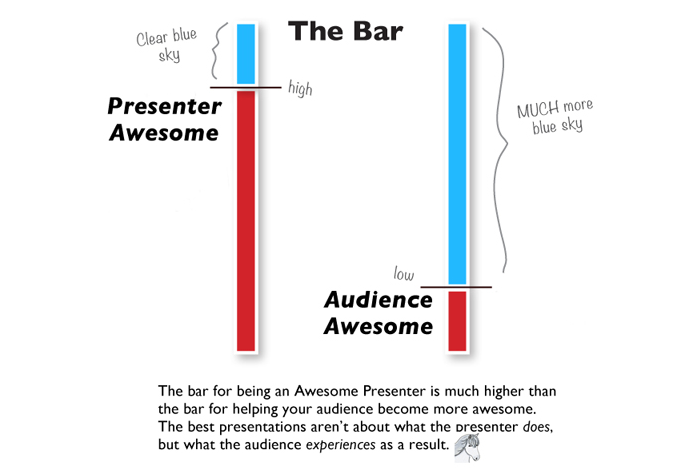 The Bar
Clear blue
sky
high
Presenter
Awesome
MUCH more
blue sky
low
Audience
Awesome
The bar for being an Awesome Presenter is much higher than
the bar for helping your audience become more awesome.
The best presentations aren't about what the presenter does,
but what the audience experiences as a result.